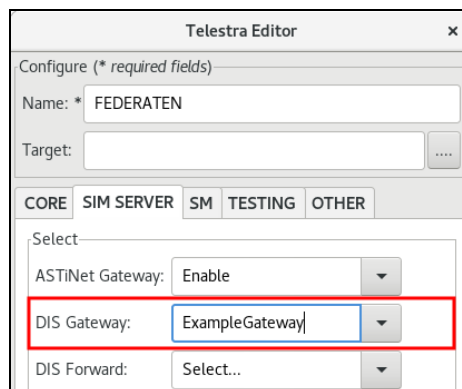 Telestra Editor ×
Configure (* required fields)
Name: * FEDERATEN
Target: ....
CORE SIM SERVER SM TESTING OTHER
Select
ASTiNet Gateway: Enable
DIS Gateway: ExampleGateway
DIS Forward: Select...